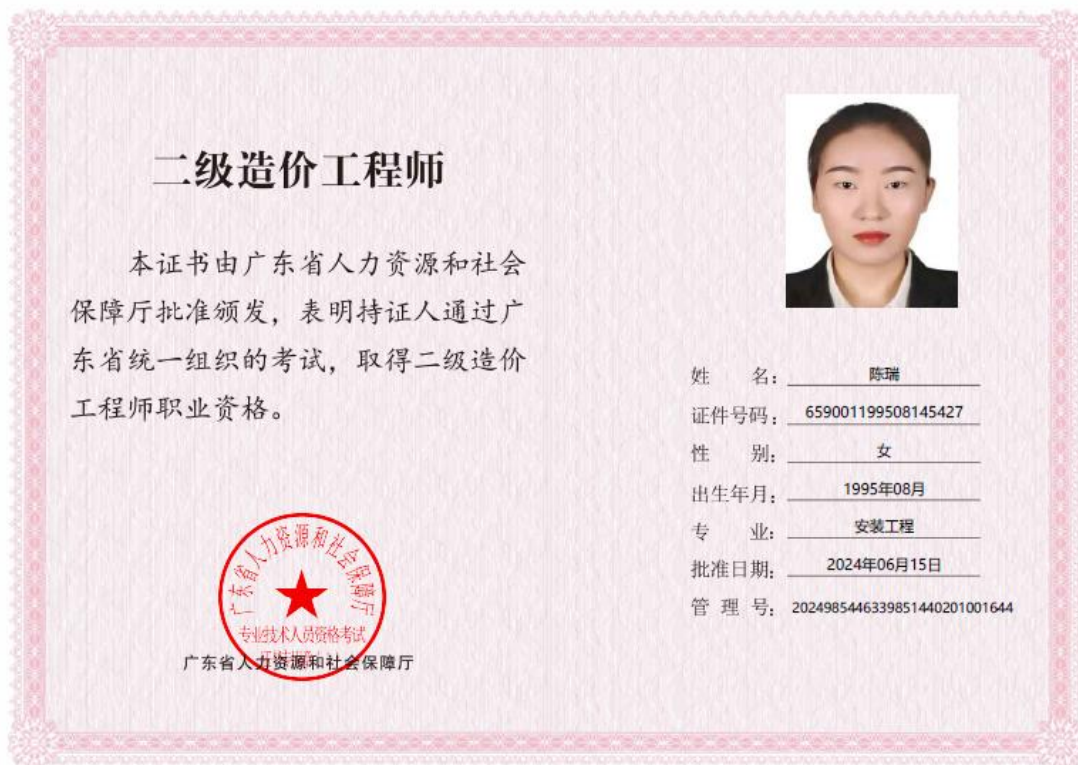 二级造价工程师
本证书由广东省人力资源和社会
保障厅批准颁发，表明持证人通过广
东省统一组织的考试，取得二级造价
工程师职业资格。
广东省人力资源和社会保障厅
专业技术人员资格考试
广东省人力资源和社会保障厅
姓名：陈瑞
证件号码：659001199508145427
性别：女
出生年月：1995年08月
专业：安装工程
批准日期：2024年06月15日
管理号：2024985446339851440201001644